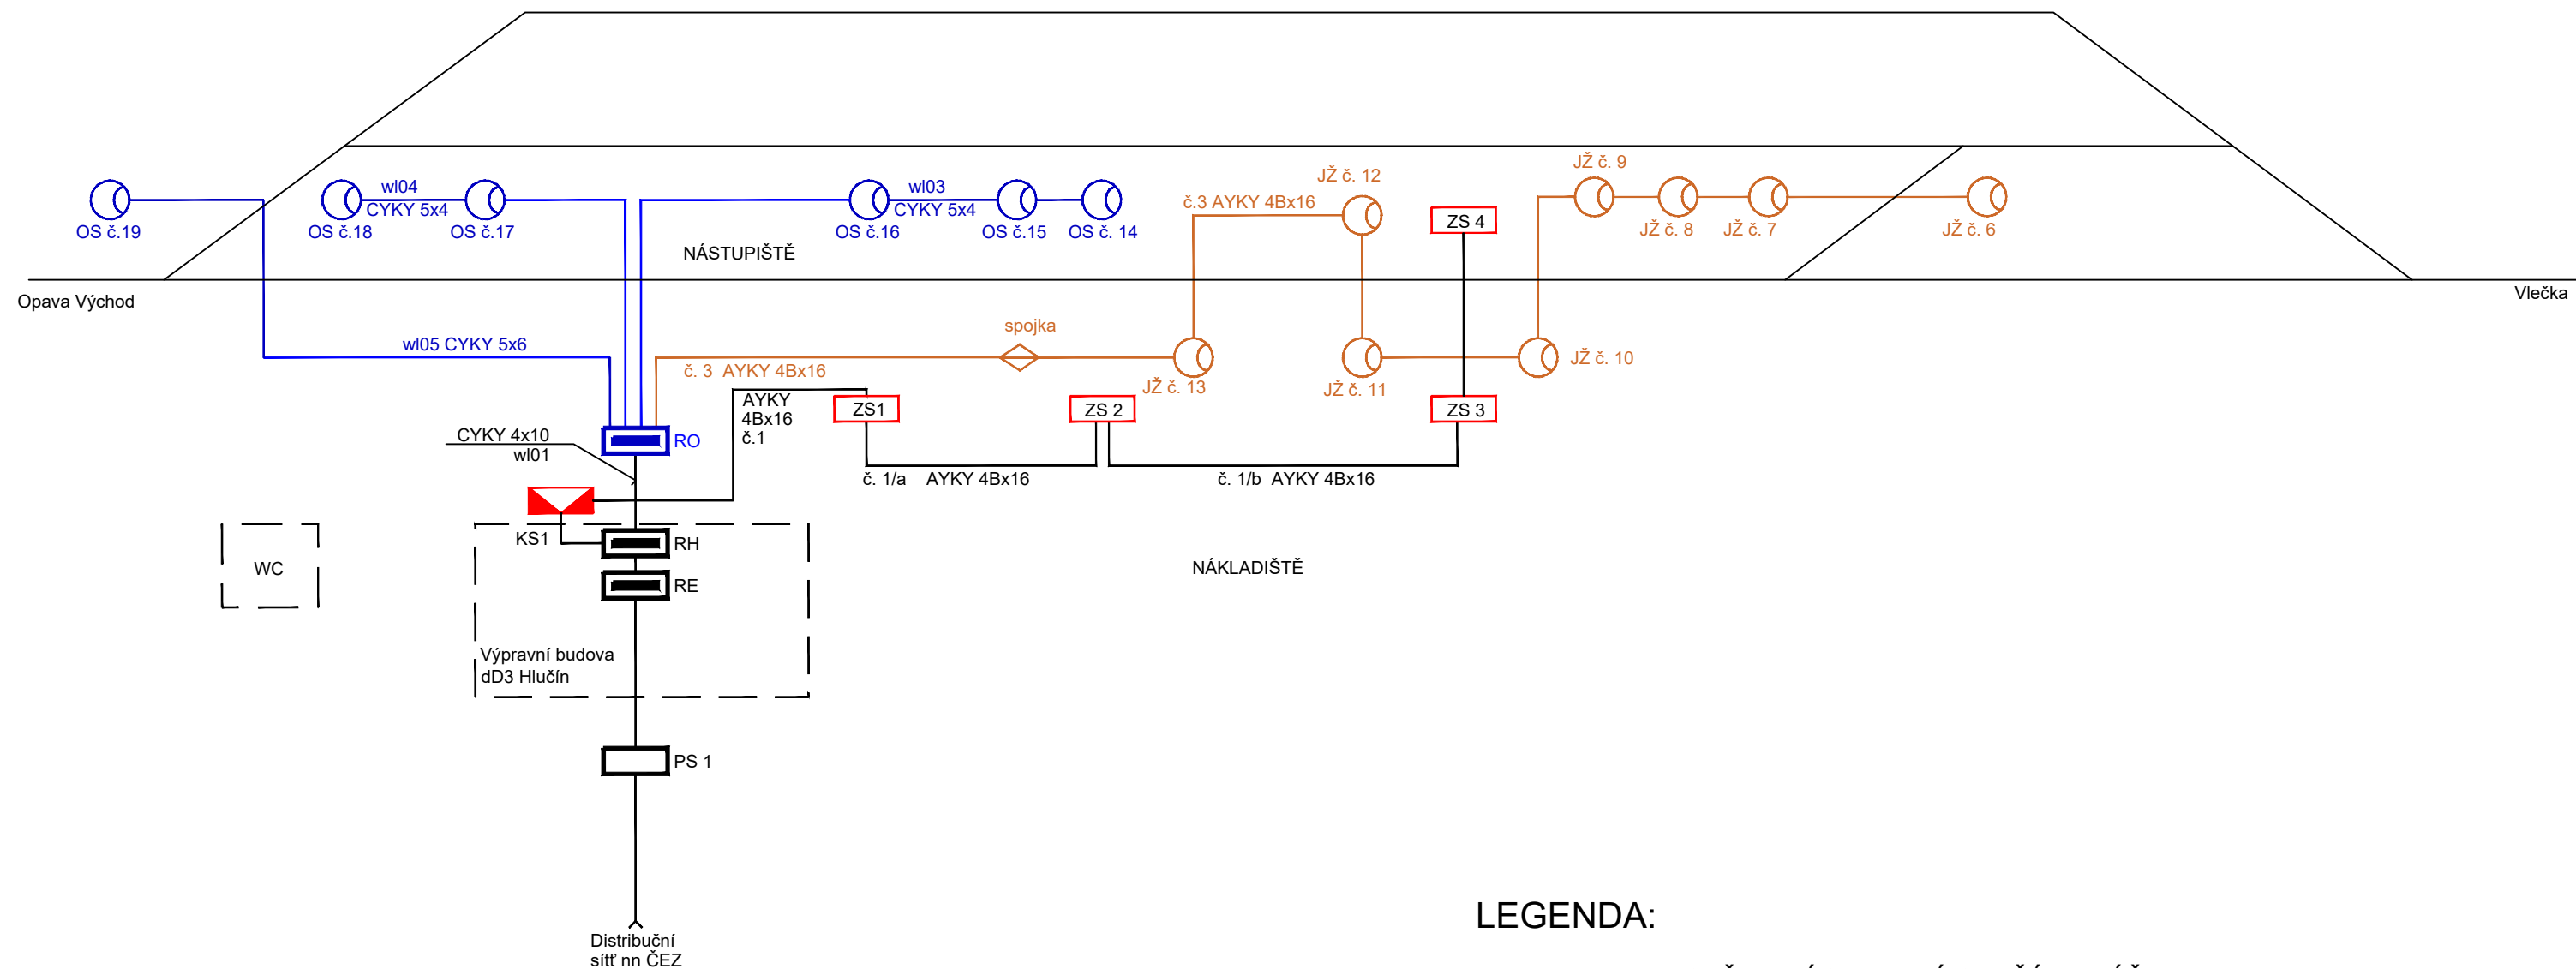 JŽ č. 9
JŽ č. 12
wl04
CYKY 5x4
wl03
CYKY 5x4
č.3 AYKY 4Bx16
ZS 4
OS č.19
OS č.18
OS č.17
OS č.16
OS č.15
OS č. 14
JŽ č. 8
JŽ č. 7
JŽ č. 6
NÁSTUPIŠTĚ
Opava Východ
Vlečka
spojka
wl05 CYKY 5x6
č. 3 AYKY 4Bx16
JŽ č. 13
JŽ č. 11
JŽ č. 10
AYKY
4Bx16
č.1
ZS1
ZS 2
ZS 3
CYKY 4x10
wl01
RO
č. 1/a AYKY 4Bx16
č. 1/b AYKY 4Bx16
KS1
RH
RE
WC
NÁKLADIŠTĚ
Výpravní budova
dD3 Hlučín
PS 1
Distribuční
sítť nn ČEZ
LEGENDA: